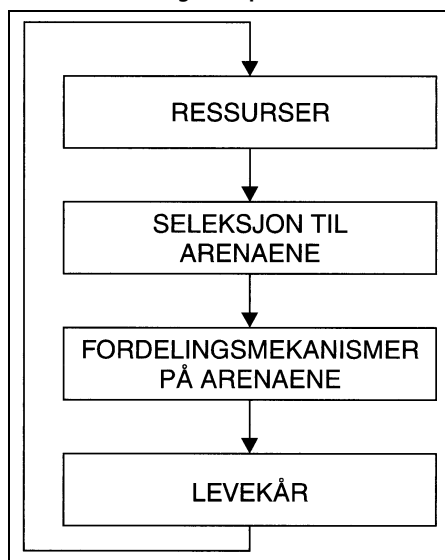 RESSURSER
SELEKSJON TIL
ARENAENE
FORDELINGSMEKANISMER
PÅ ARENAENE
LEVEKÅR